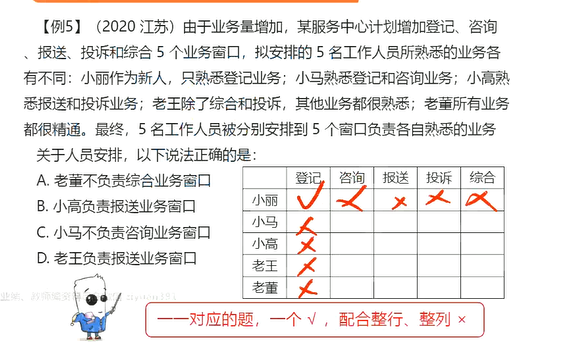 【例5】（2020 江苏）由于业务量增加，某服务中心计划增加登记、咨询
、报送、投诉和综合 5 个业务窗口，拟安排的 5 名工作人员所熟悉的业务各
有不同：小丽作为新人，只熟悉登记业务；小马熟悉登记和咨询业务；小高熟
悉报送和投诉业务；老王除了综合和投诉，其他业务都很熟悉；老董所有业务
都很精通。最终，5 名工作人员被分别安排到 5 个窗口负责各自熟悉的业务
关于人员安排，以下说法正确的是：
A. 老董不负责综合业务窗口
B. 小高负责报送业务窗口
C. 小马不负责咨询业务窗口
D. 老王负责报送业务窗口
登记 咨询 报送 投诉 综合
小丽 √ × × × ×
小马 ×
小高 ×
老王 ×
老董 ×
一一对应的题，一个 √ ，配合整行、整列 ×